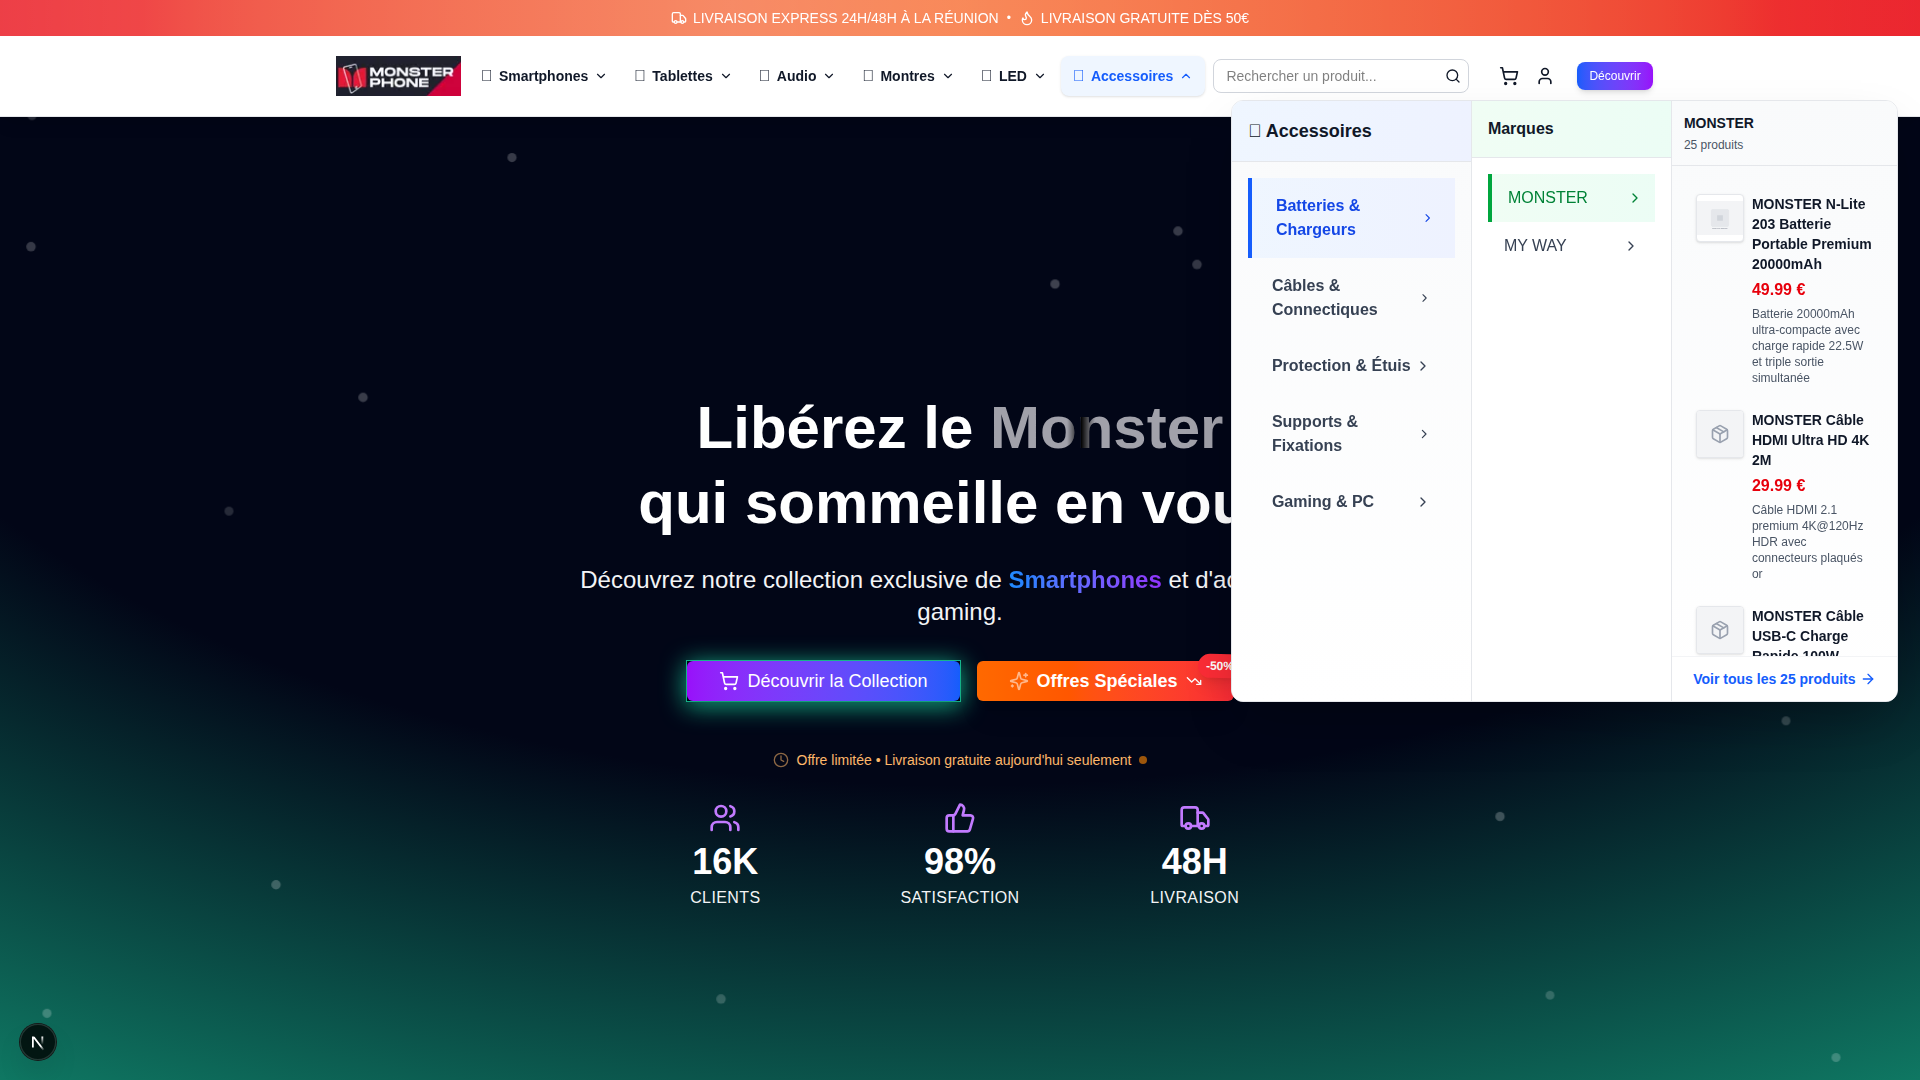 LIVRAISON EXPRESS 24H/48H À LA RÉUNION • LIVRAISON GRATUITE DÈS 50€
MONSTER
PHONE
Smartphones
Tablettes
Audio
Montres
LED
Accessoires
Rechercher un produit...
Découvrir
Accessoires
Batteries &
Chargeurs
Câbles &
Connectiques
Protection & Étuis
Supports &
Fixations
Gaming & PC
Marques
MONSTER
MY WAY
MONSTER
25 produits
MONSTER N-Lite
203 Batterie
Portable Premium
20000mAh
49.99 €
Batterie 20000mAh
ultra-compacte avec
charge rapide 22.5W
et triple sortie
simultanée
MONSTER Câble
HDMI Ultra HD 4K
2M
29.99 €
Câble HDMI 2.1
premium 4K@120Hz
HDR avec
connecteurs plaqués
or
MONSTER Câble
USB-C Charge
Rapide 100W
Voir tous les 25 produits
Libérez le Monster
qui sommeille en vou
Découvrez notre collection exclusive de Smartphones et d'ac
gaming.
Découvrir la Collection
Offres Spéciales
-50%
Offre limitée • Livraison gratuite aujourd'hui seulement
16K
CLIENTS
98%
SATISFACTION
48H
LIVRAISON
N